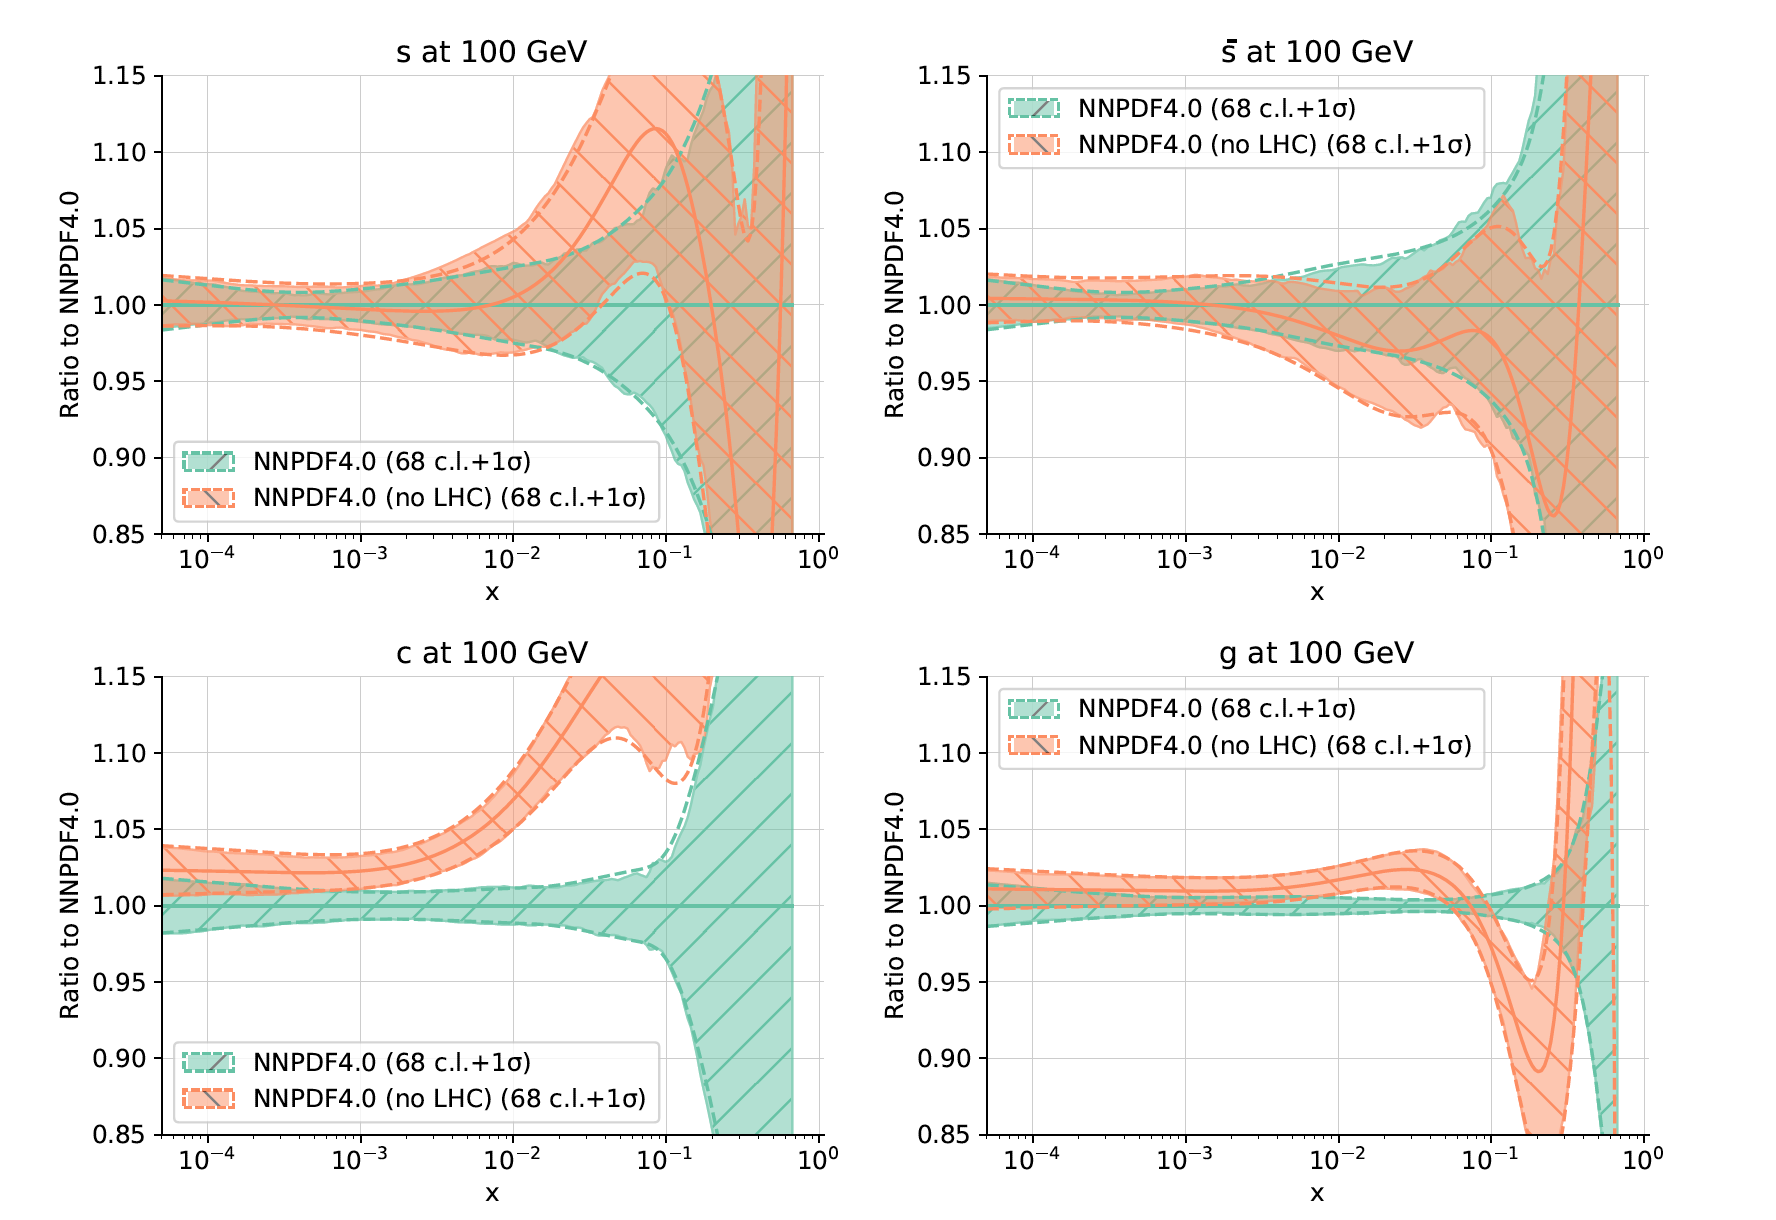 s at 100 GeV
1.15
1.10
1.05
1.00
0.95
0.90
0.85
Ratio to NNPDF4.0
NNPDF4.0 (68 c.l.+1σ)
NNPDF4.0 (no LHC) (68 c.l.+1σ)
10⁻⁴ 10⁻³ 10⁻² 10⁻¹ 10⁰
x
s̄ at 100 GeV
1.15
1.10
1.05
1.00
0.95
0.90
0.85
Ratio to NNPDF4.0
NNPDF4.0 (68 c.l.+1σ)
NNPDF4.0 (no LHC) (68 c.l.+1σ)
10⁻⁴ 10⁻³ 10⁻² 10⁻¹ 10⁰
x
c at 100 GeV
1.15
1.10
1.05
1.00
0.95
0.90
0.85
Ratio to NNPDF4.0
NNPDF4.0 (68 c.l.+1σ)
NNPDF4.0 (no LHC) (68 c.l.+1σ)
10⁻⁴ 10⁻³ 10⁻² 10⁻¹ 10⁰
x
g at 100 GeV
1.15
1.10
1.05
1.00
0.95
0.90
0.85
Ratio to NNPDF4.0
NNPDF4.0 (68 c.l.+1σ)
NNPDF4.0 (no LHC) (68 c.l.+1σ)
10⁻⁴ 10⁻³ 10⁻² 10⁻¹ 10⁰
x